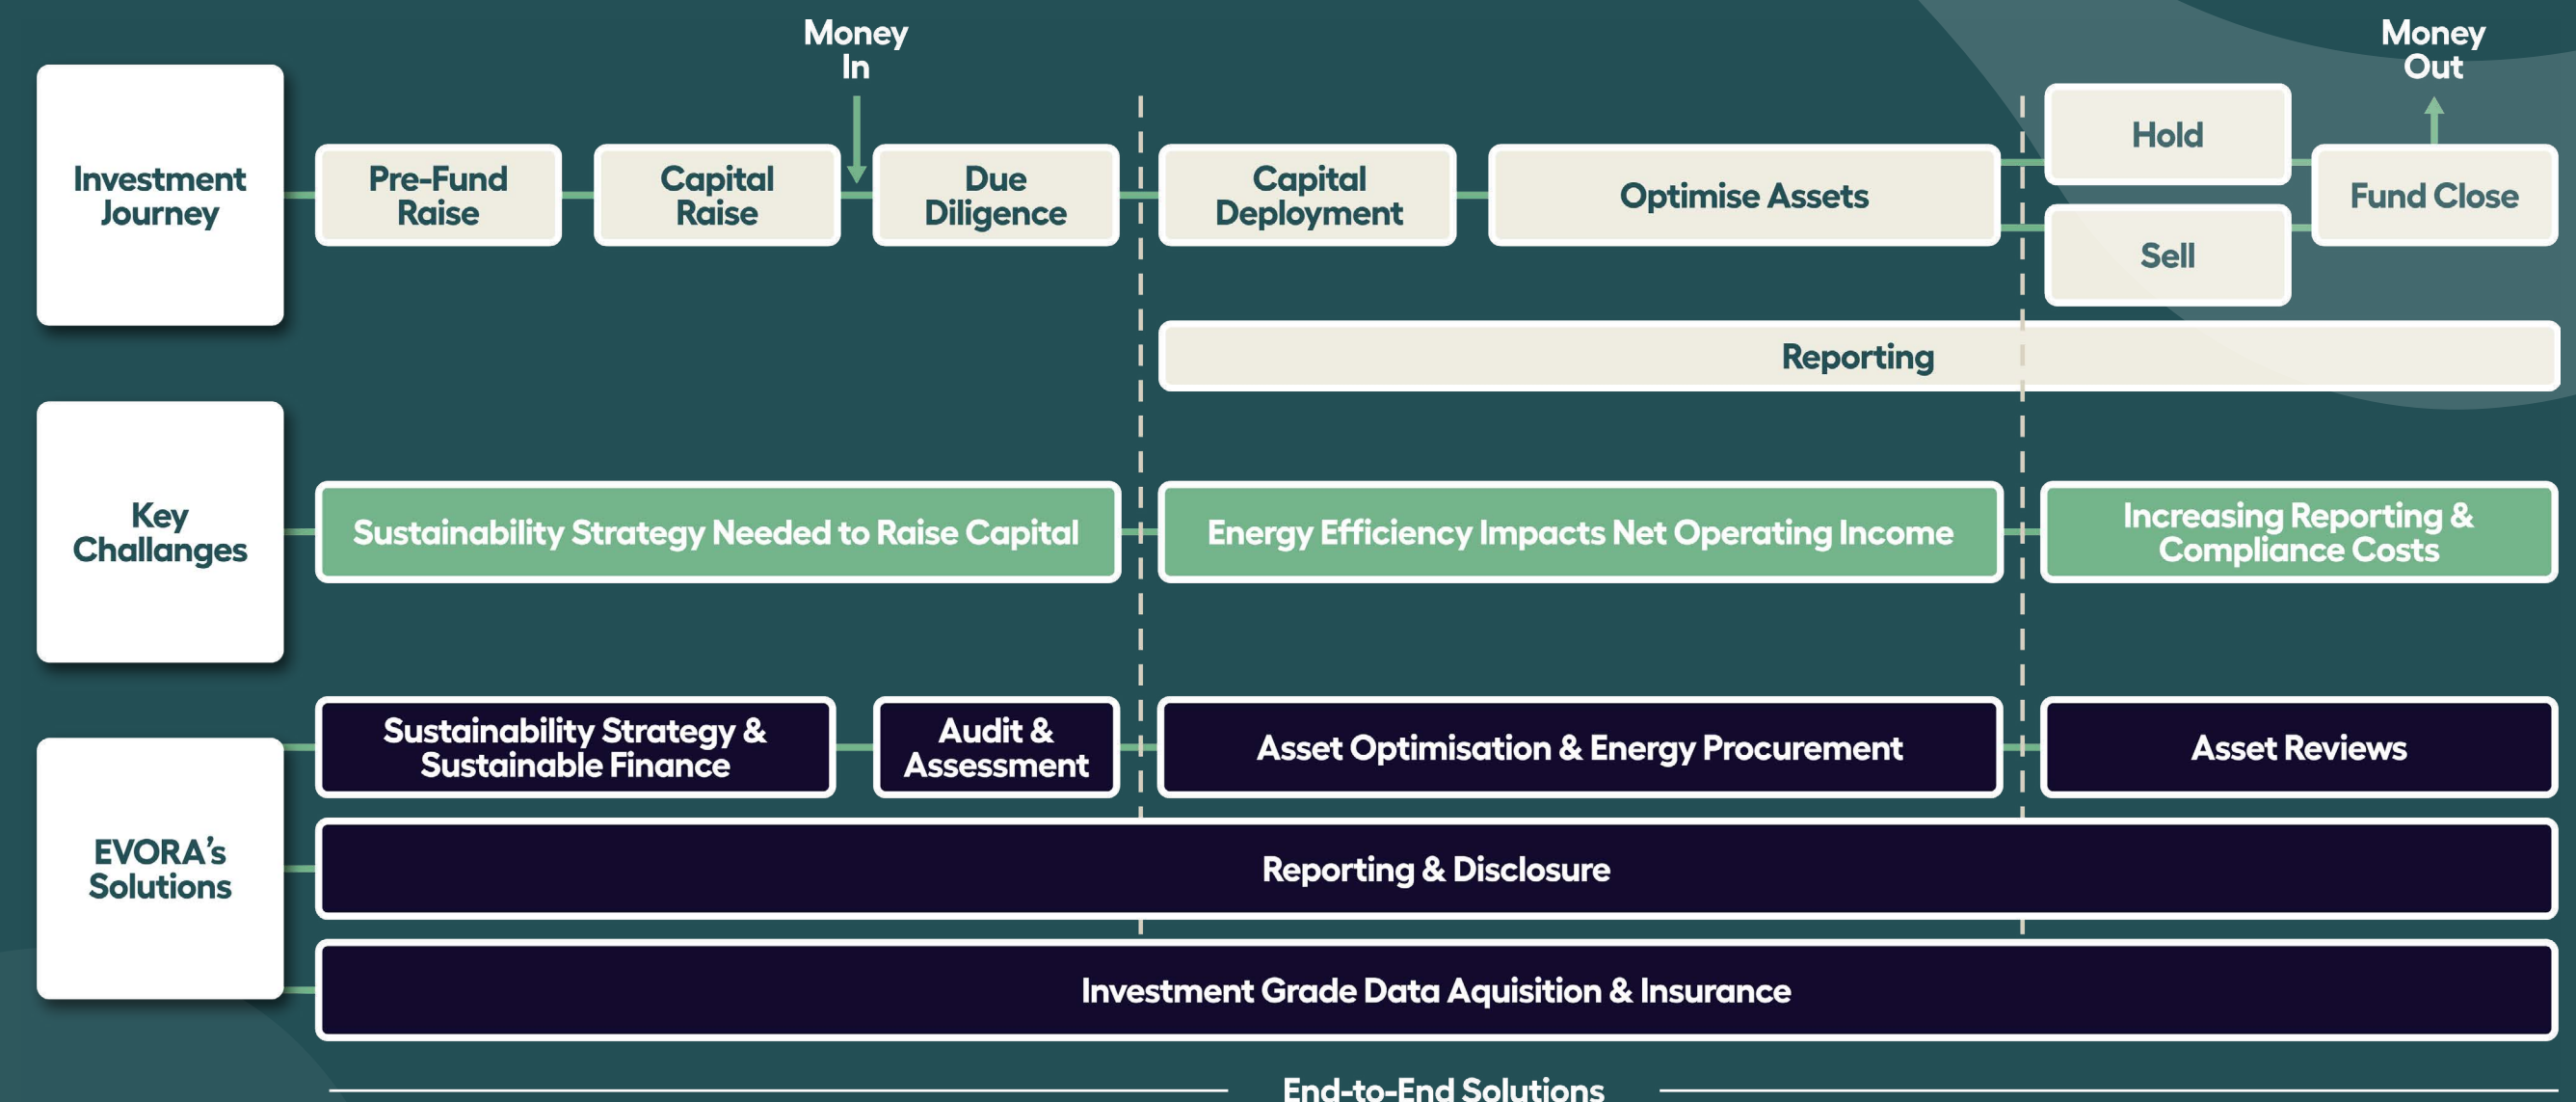 Money
In
Money
Out
Investment
Journey
Pre-Fund
Raise
Capital
Raise
Due
Diligence
Capital
Deployment
Optimise Assets
Hold
Sell
Fund Close
Reporting
Key
Challanges
Sustainability Strategy Needed to Raise Capital
Energy Efficiency Impacts Net Operating Income
Increasing Reporting &
Compliance Costs
EVORA’s
Solutions
Sustainability Strategy &
Sustainable Finance
Audit &
Assessment
Asset Optimisation & Energy Procurement
Asset Reviews
Reporting & Disclosure
Investment Grade Data Aquisition & Insurance
End-to-End Solutions